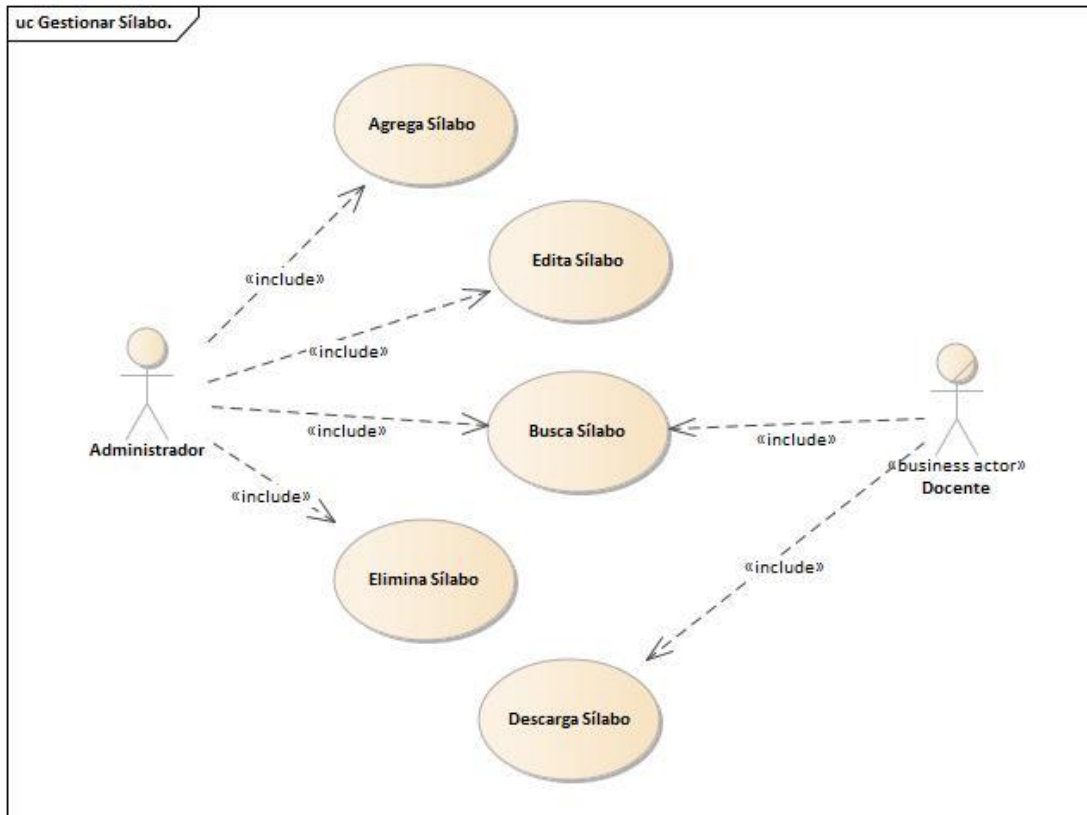 uc Gestionar Sílabo.
Agrega Sílabo
«include»
Edita Sílabo
«include»
Busca Sílabo
«include»
«include»
Administrador
«business actor»
Docente
«include»
Elimina Sílabo
«include»
Descarga Sílabo